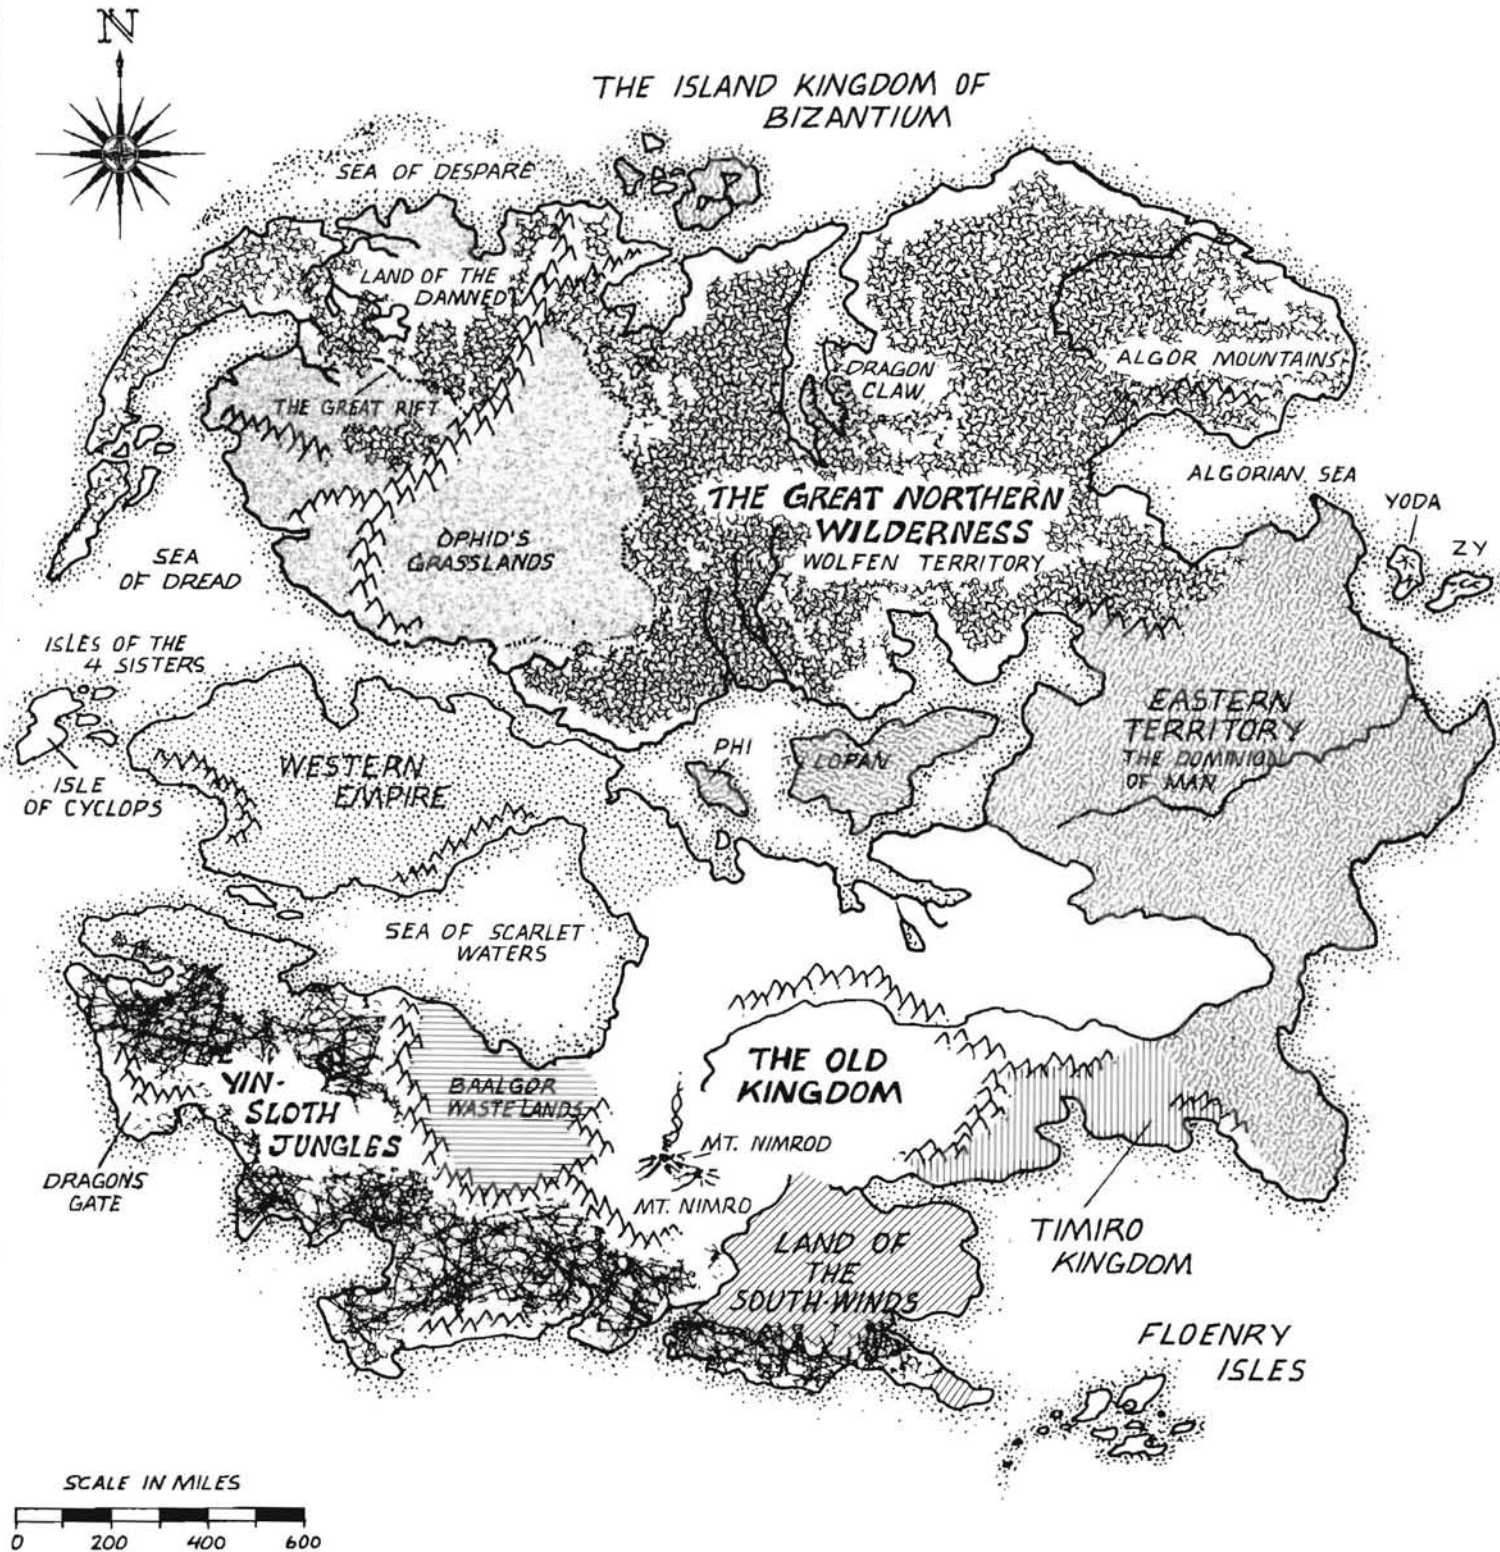 N
THE ISLAND KINGDOM OF
BIZANTIUM
SEA OF DESPARE
LAND OF THE
DAMNED
ALGOR MOUNTAINS
DRAGON
CLAW
THE GREAT RIFT
ALGORIAN SEA
THE GREAT NORTHERN
WILDERNESS
WOLFEN TERRITORY
YODA
ZY
OPHID'S
GRASSLANDS
SEA
OF DREAD
ISLES OF THE
4 SISTERS
EASTERN
TERRITORY
THE DOMINION
OF MAN
PHI
LOPAN
WESTERN
EMPIRE
ISLE
OF CYCLOPS
D
SEA OF SCARLET
WATERS
THE OLD
KINGDOM
YIN-
SLOTH
JUNGLES
BAALGOR
WASTELANDS
MT. NIMROD
DRAGONS
GATE
MT. NIMRO
TIMIRO
KINGDOM
LAND OF
THE
SOUTH-WINDS
FLOENRY
ISLES
SCALE IN MILES
0 200 400 600